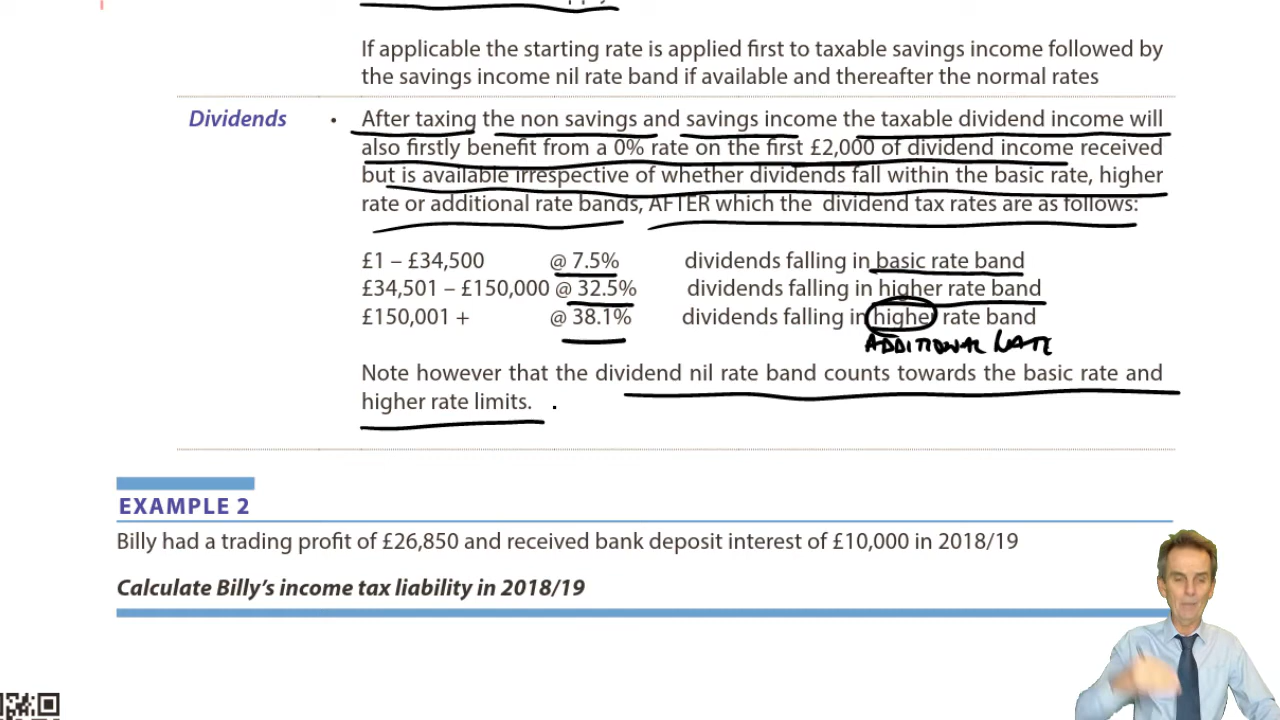 If applicable the starting rate is applied first to taxable savings income followed by
the savings income nil rate band if available and thereafter the normal rates
Dividends • After taxing the non savings and savings income the taxable dividend income will
also firstly benefit from a 0% rate on the first £2,000 of dividend income received
but is available irrespective of whether dividends fall within the basic rate, higher
rate or additional rate bands, AFTER which the dividend tax rates are as follows:
£1 – £34,500 @ 7.5% dividends falling in basic rate band
£34,501 – £150,000 @ 32.5% dividends falling in higher rate band
£150,001 + @ 38.1% dividends falling in higher rate band
ADDITIONAL RATE
Note however that the dividend nil rate band counts towards the basic rate and
higher rate limits.
EXAMPLE 2
Billy had a trading profit of £26,850 and received bank deposit interest of £10,000 in 2018/19
Calculate Billy's income tax liability in 2018/19